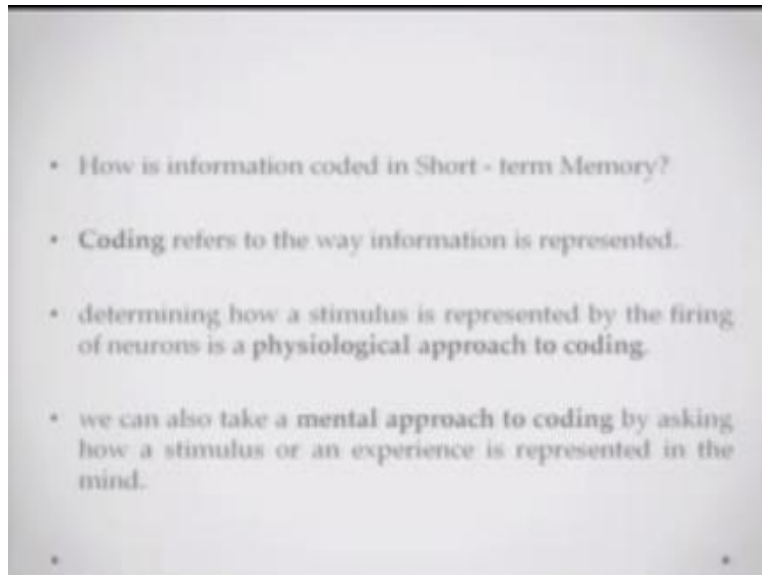 • How is information coded in Short - term Memory?
• Coding refers to the way information is represented.
• determining how a stimulus is represented by the firing
of neurons is a physiological approach to coding.
• we can also take a mental approach to coding by asking
how a stimulus or an experience is represented in the
mind.